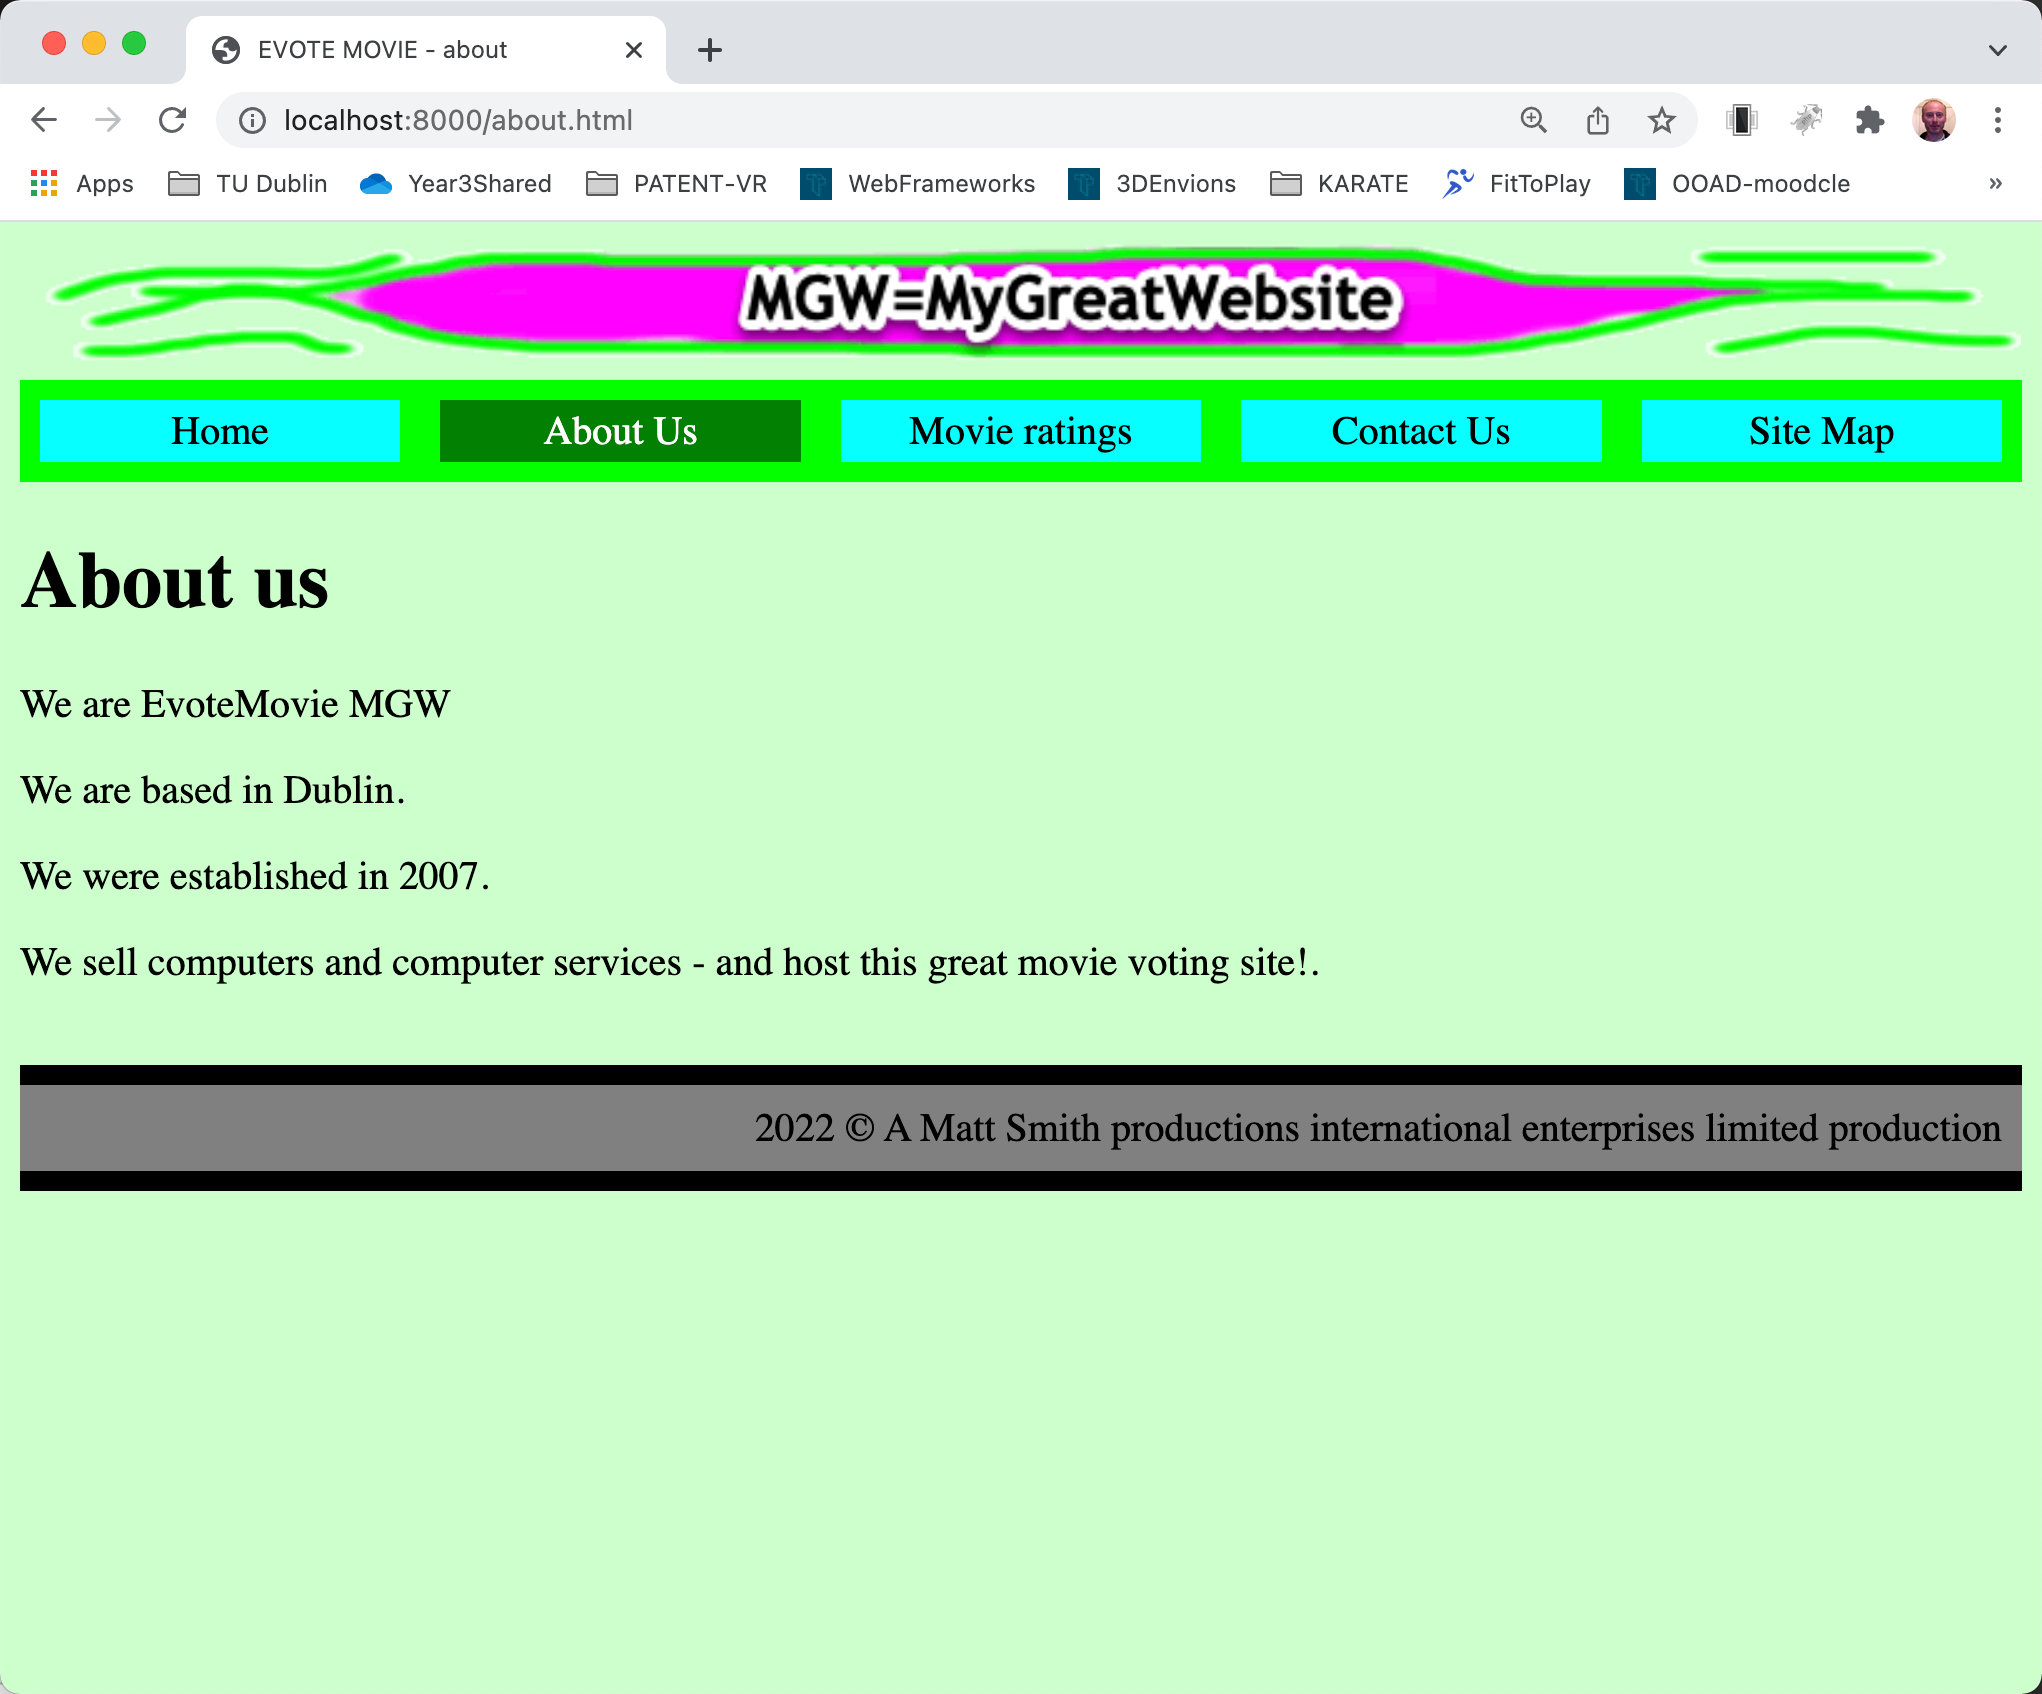 EVOTE MOVIE - about
localhost:8000/about.html
Apps TU Dublin Year3Shared PATENT-VR WebFrameworks 3DEnvions KARATE FitToPlay OOAD-moodcle »
MGW=MyGreatWebsite
Home About Us Movie ratings Contact Us Site Map
About us
We are EvoteMovie MGW
We are based in Dublin.
We were established in 2007.
We sell computers and computer services - and host this great movie voting site!.
2022 © A Matt Smith productions international enterprises limited production